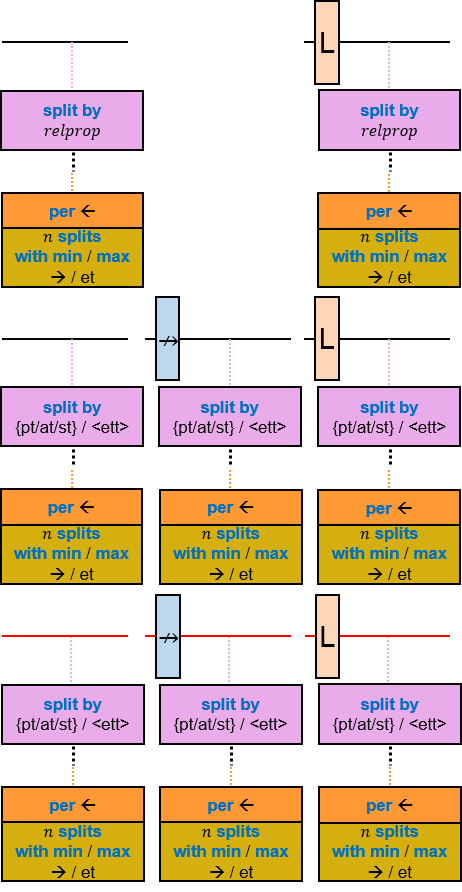 L
split by
relprop
split by
relprop
per ←
n splits
with min / max
→ / et
per ←
n splits
with min / max
→ / et
↛
L
split by
{pt/at/st} / <ett>
split by
{pt/at/st} / <ett>
split by
{pt/at/st} / <ett>
per ←
n splits
with min / max
→ / et
per ←
n splits
with min / max
→ / et
per ←
n splits
with min / max
→ / et
↛
L
split by
{pt/at/st} / <ett>
split by
{pt/at/st} / <ett>
split by
{pt/at/st} / <ett>
per ←
n splits
with min / max
→ / et
per ←
n splits
with min / max
→ / et
per ←
n splits
with min / max
→ / et